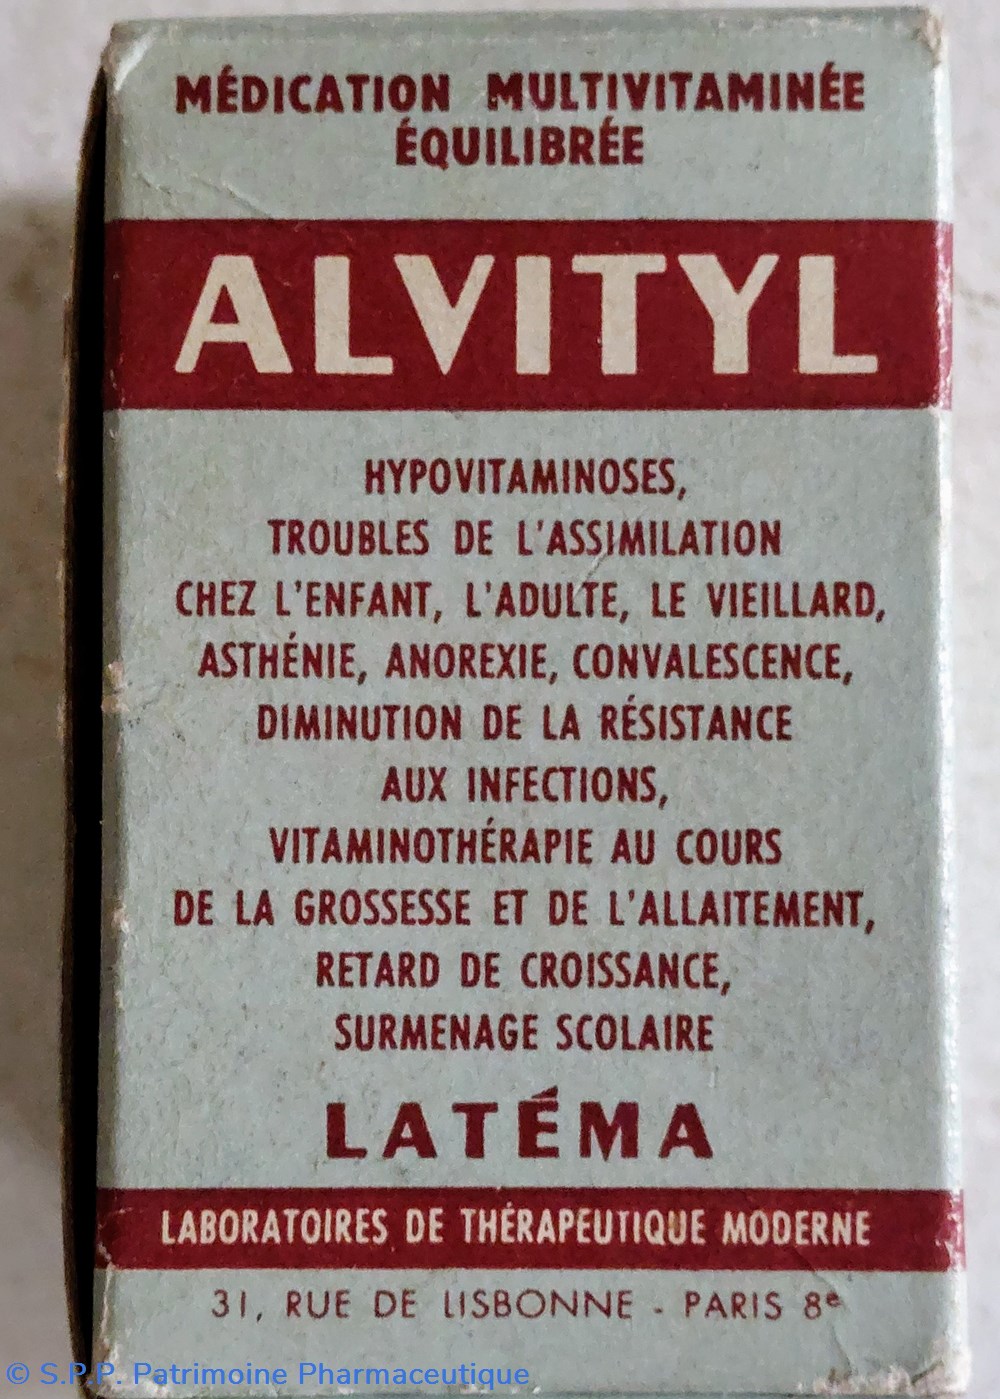 MÉDICATION MULTIVITAMINÉE
ÉQUILIBRÉE
ALVITYL
HYPOVITAMINOSES,
TROUBLES DE L'ASSIMILATION
CHEZ L'ENFANT, L'ADULTE, LE VIEILLARD,
ASTHÉNIE, ANOREXIE, CONVALESCENCE,
DIMINUTION DE LA RÉSISTANCE
AUX INFECTIONS,
VITAMINOTHÉRAPIE AU COURS
DE LA GROSSESSE ET DE L'ALLAITEMENT,
RETARD DE CROISSANCE,
SURMENAGE SCOLAIRE
LATÉMA
LABORATOIRES DE THÉRAPEUTIQUE MODERNE
31, RUE DE LISBONNE - PARIS 8e
© S.P.P. Patrimoine Pharmaceutique